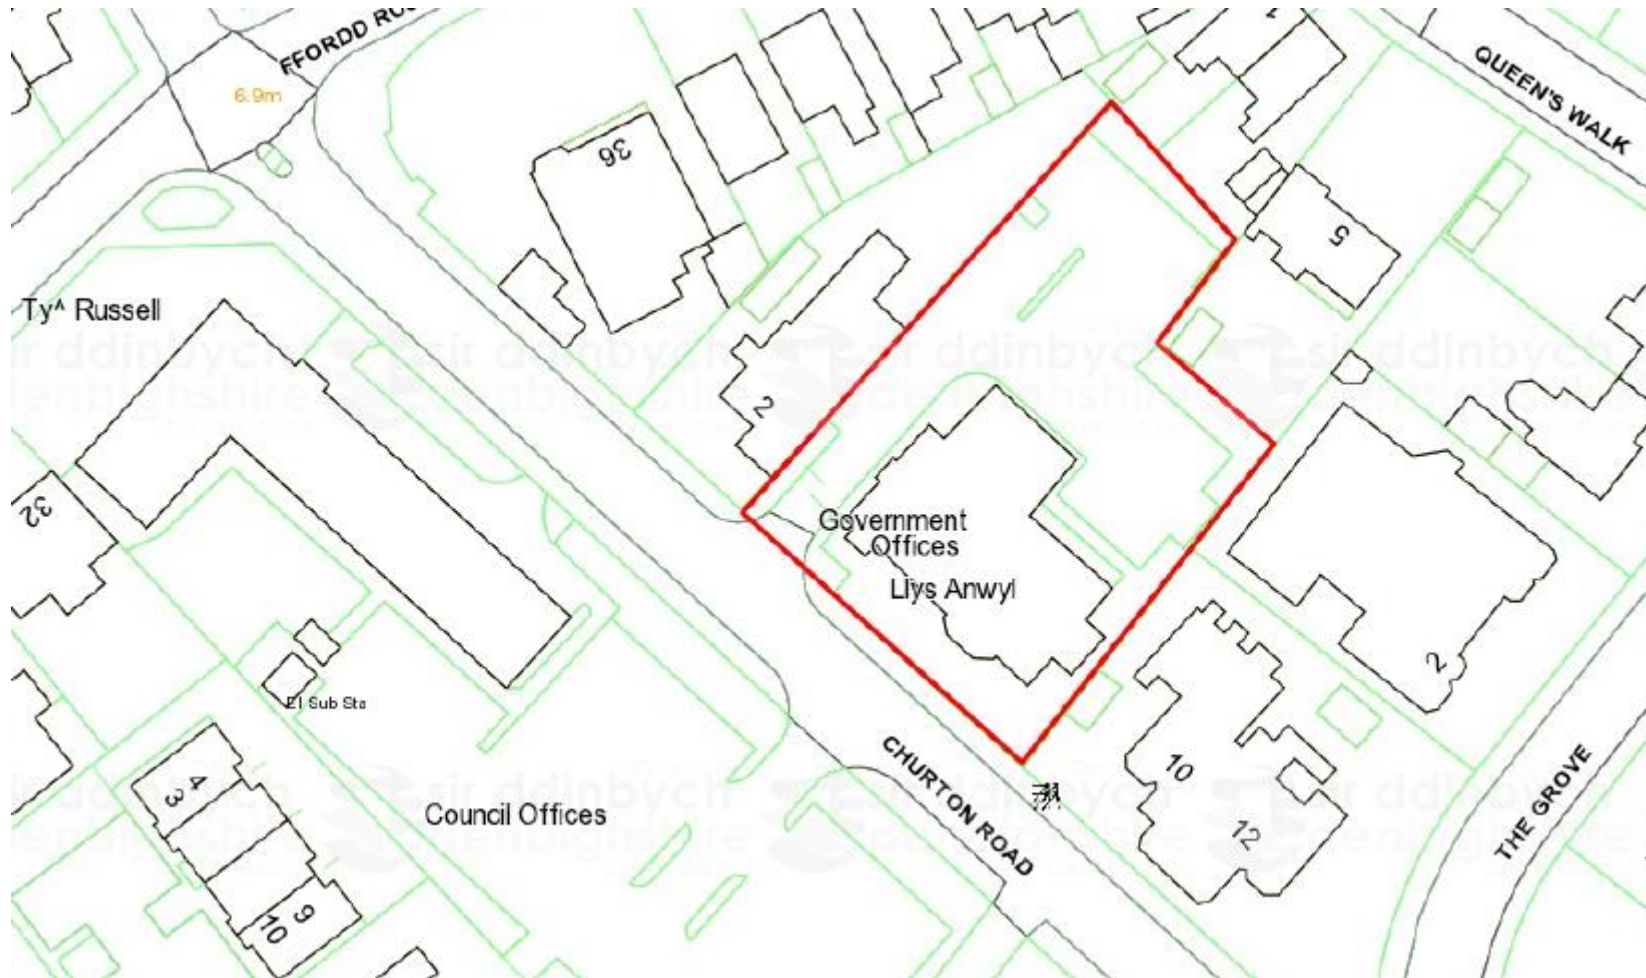 FFORDD RUS
6.9m
QUEEN'S WALK
36
5
Ty^ Russell
2
32
Government
Offices
Llys Anwyl
El Sub Sta
2
10
12
4
3
9
10
Council Offices
CHURTON ROAD
THE GROVE
sir ddinbych
denbighshire